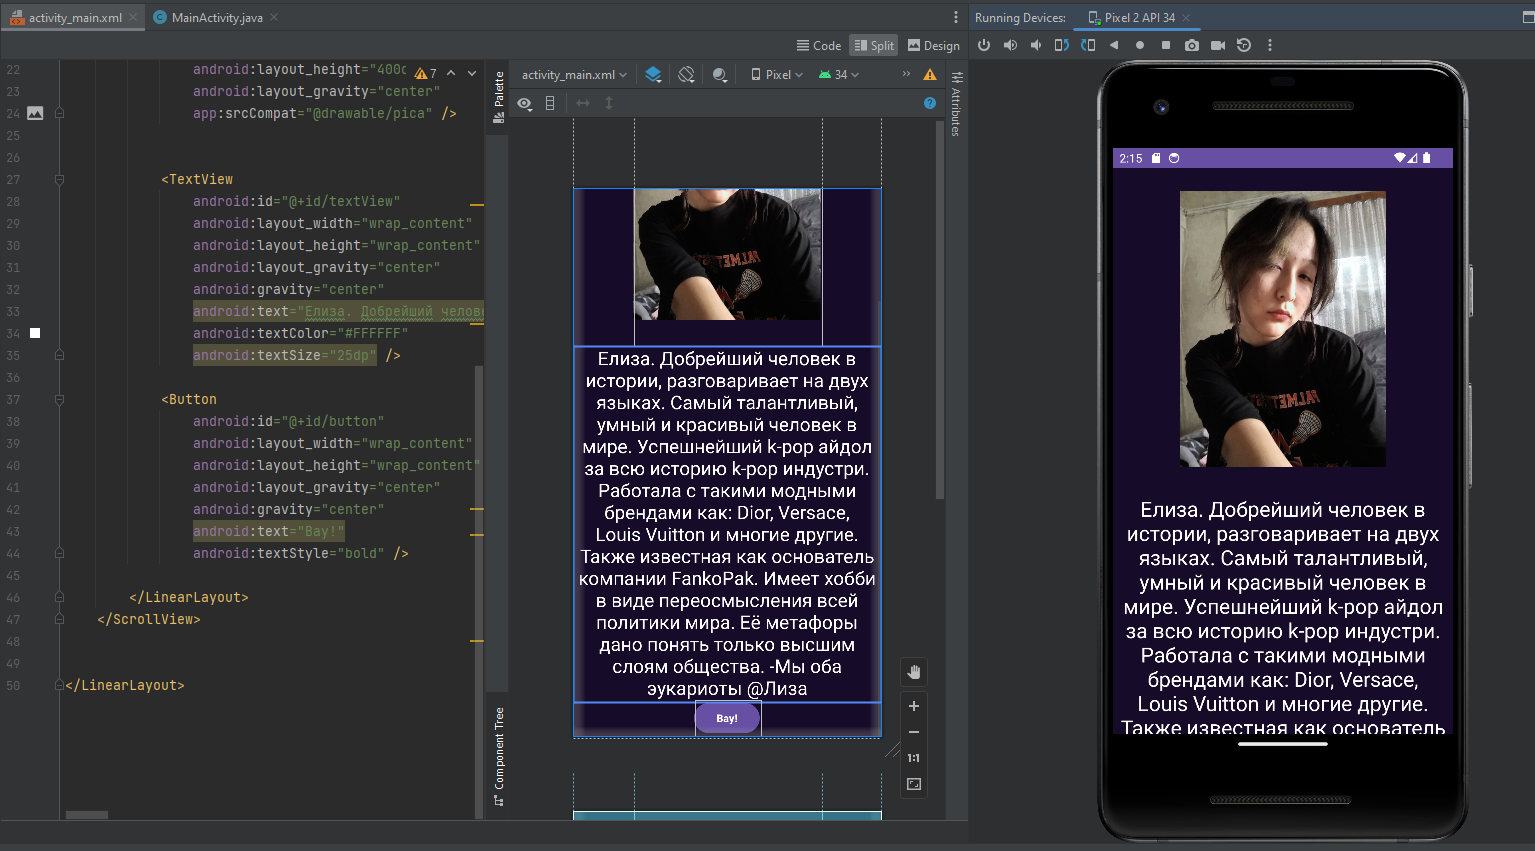 activity_main.xml
MainActivity.java
Running Devices:
Pixel 2 API 34
Code
Split
Design
22 android:layout_height="400d
7
23 android:layout_gravity="center"
24 app:srcCompat="@drawable/pica" />
25
26
27 <TextView
28 android:id="@+id/textView"
29 android:layout_width="wrap_content"
30 android:layout_height="wrap_content"
31 android:layout_gravity="center"
32 android:gravity="center"
33 android:text="Елиза. Добрейший челове
34 android:textColor="#FFFFFF"
35 android:textSize="25dp" />
36
37 <Button
38 android:id="@+id/button"
39 android:layout_width="wrap_content"
40 android:layout_height="wrap_content"
41 android:layout_gravity="center"
42 android:gravity="center"
43 android:text="Вау!"
44 android:textStyle="bold" />
45
46 </LinearLayout>
47 </ScrollView>
48
49
50 </LinearLayout>
Palette
Component Tree
activity_main.xml
Pixel
34
Attributes
Елиза. Добрейший человек в
истории, разговаривает на двух
языках. Самый талантливый,
умный и красивый человек в
мире. Успешнейший k-pop айдол
за всю историю k-pop индустри.
Работала с такими модными
брендами как: Dior, Versace,
Louis Vuitton и многие другие.
Также известная как основатель
компании FankoPak. Имеет хобби
в виде переосмысления всей
политики мира. Её метафоры
дано понять только высшим
слоям общества. -Мы оба
эукариоты @Лиза
Вау!
1:1
2:15
Елиза. Добрейший человек в
истории, разговаривает на двух
языках. Самый талантливый,
умный и красивый человек в
мире. Успешнейший k-pop айдол
за всю историю k-pop индустри.
Работала с такими модными
брендами как: Dior, Versace,
Louis Vuitton и многие другие.
Также известная как основатель